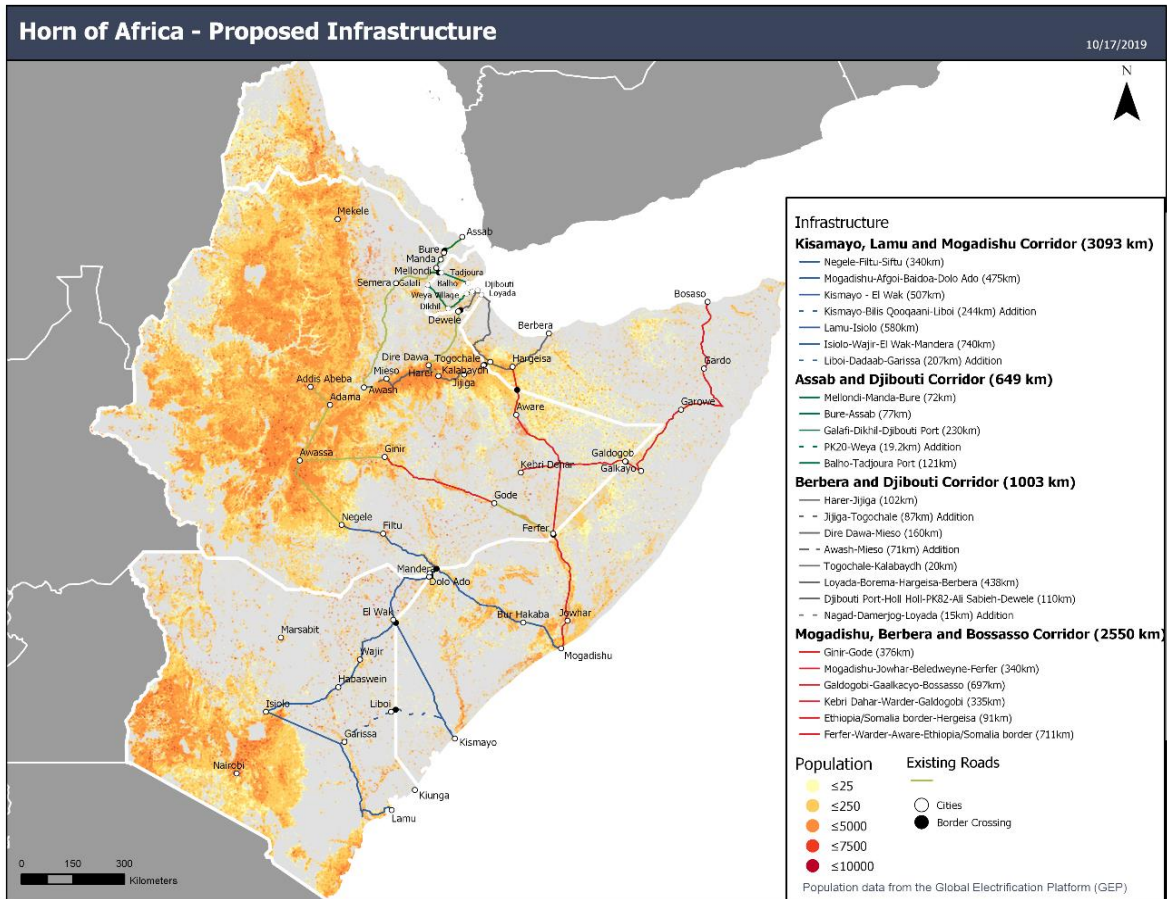 Horn of Africa - Proposed Infrastructure
10/17/2019
N
Mekele
Assab
Bure
Manda
Mellondi
Tadjoura
Semera
Galali
Balho
Djibouti
Weya Village
Loyada
Dikhil
Dewele
Bosaso
Berbera
Dire Dawa
Togochale
Hargeisa
Gardo
Mieso
Harer
Kalabaydh
Addis Abeba
Jijiga
Awash
Adama
Aware
Garowe
Awassa
Ginir
Kebri Dehar
Galdogob
Galkayo
Gode
Negele
Filtu
Ferfer
Mandera
Dolo Ado
El Wak
Bur Hakaba
Jowhar
Marsabit
Mogadishu
Wajir
Habaswein
Isiolo
Liboi
Garissa
Kismayo
Nairobi
Kiunga
Lamu
0 150 300
Kilometers
Infrastructure
Kisamayo, Lamu and Mogadishu Corridor (3093 km)
Negele-Filtu-Siftu (340km)
Mogadishu-Afgoi-Baidoa-Dolo Ado (475km)
Kismayo - El Wak (507km)
Kismayo-Bilis Qooqaani-Liboi (244km) Addition
Lamu-Isiolo (580km)
Isiolo-Wajir-El Wak-Mandera (740km)
Liboi-Dadaab-Garissa (207km) Addition
Assab and Djibouti Corridor (649 km)
Mellondi-Manda-Bure (72km)
Bure-Assab (77km)
Galafi-Dikhil-Djibouti Port (230km)
PK20-Weya (19.2km) Addition
Balho-Tadjoura Port (121km)
Berbera and Djibouti Corridor (1003 km)
Harer-Jijiga (102km)
Jijiga-Togochale (87km) Addition
Dire Dawa-Mieso (160km)
Awash-Mieso (71km) Addition
Togochale-Kalabaydh (20km)
Loyada-Borema-Hargeisa-Berbera (438km)
Djibouti Port-Holl Holl-PK82-Ali Sabieh-Dewele (110km)
Nagad-Damerjog-Loyada (15km) Addition
Mogadishu, Berbera and Bossasso Corridor (2550 km)
Ginir-Gode (376km)
Mogadishu-Jowhar-Beledweyne-Ferfer (340km)
Galdogobi-Gaalkacyo-Bossasso (697km)
Kebri Dahar-Warder-Galdogobi (335km)
Ethiopia/Somalia border-Hergeisa (91km)
Ferfer-Warder-Aware-Ethiopia/Somalia border (711km)
Population
≤25
≤250
≤5000
≤7500
≤10000
Existing Roads
Cities
Border Crossing
Population data from the Global Electrification Platform (GEP)